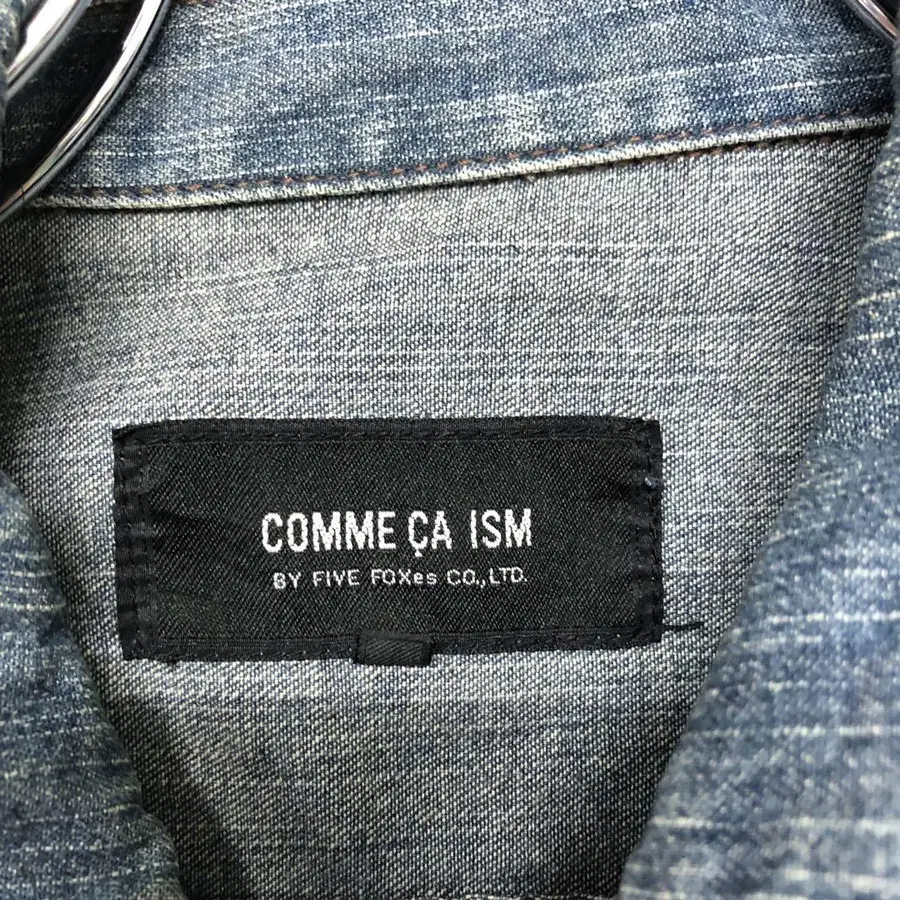 COMME ÇA ISM
BY FIVE FOXes CO.,LTD.